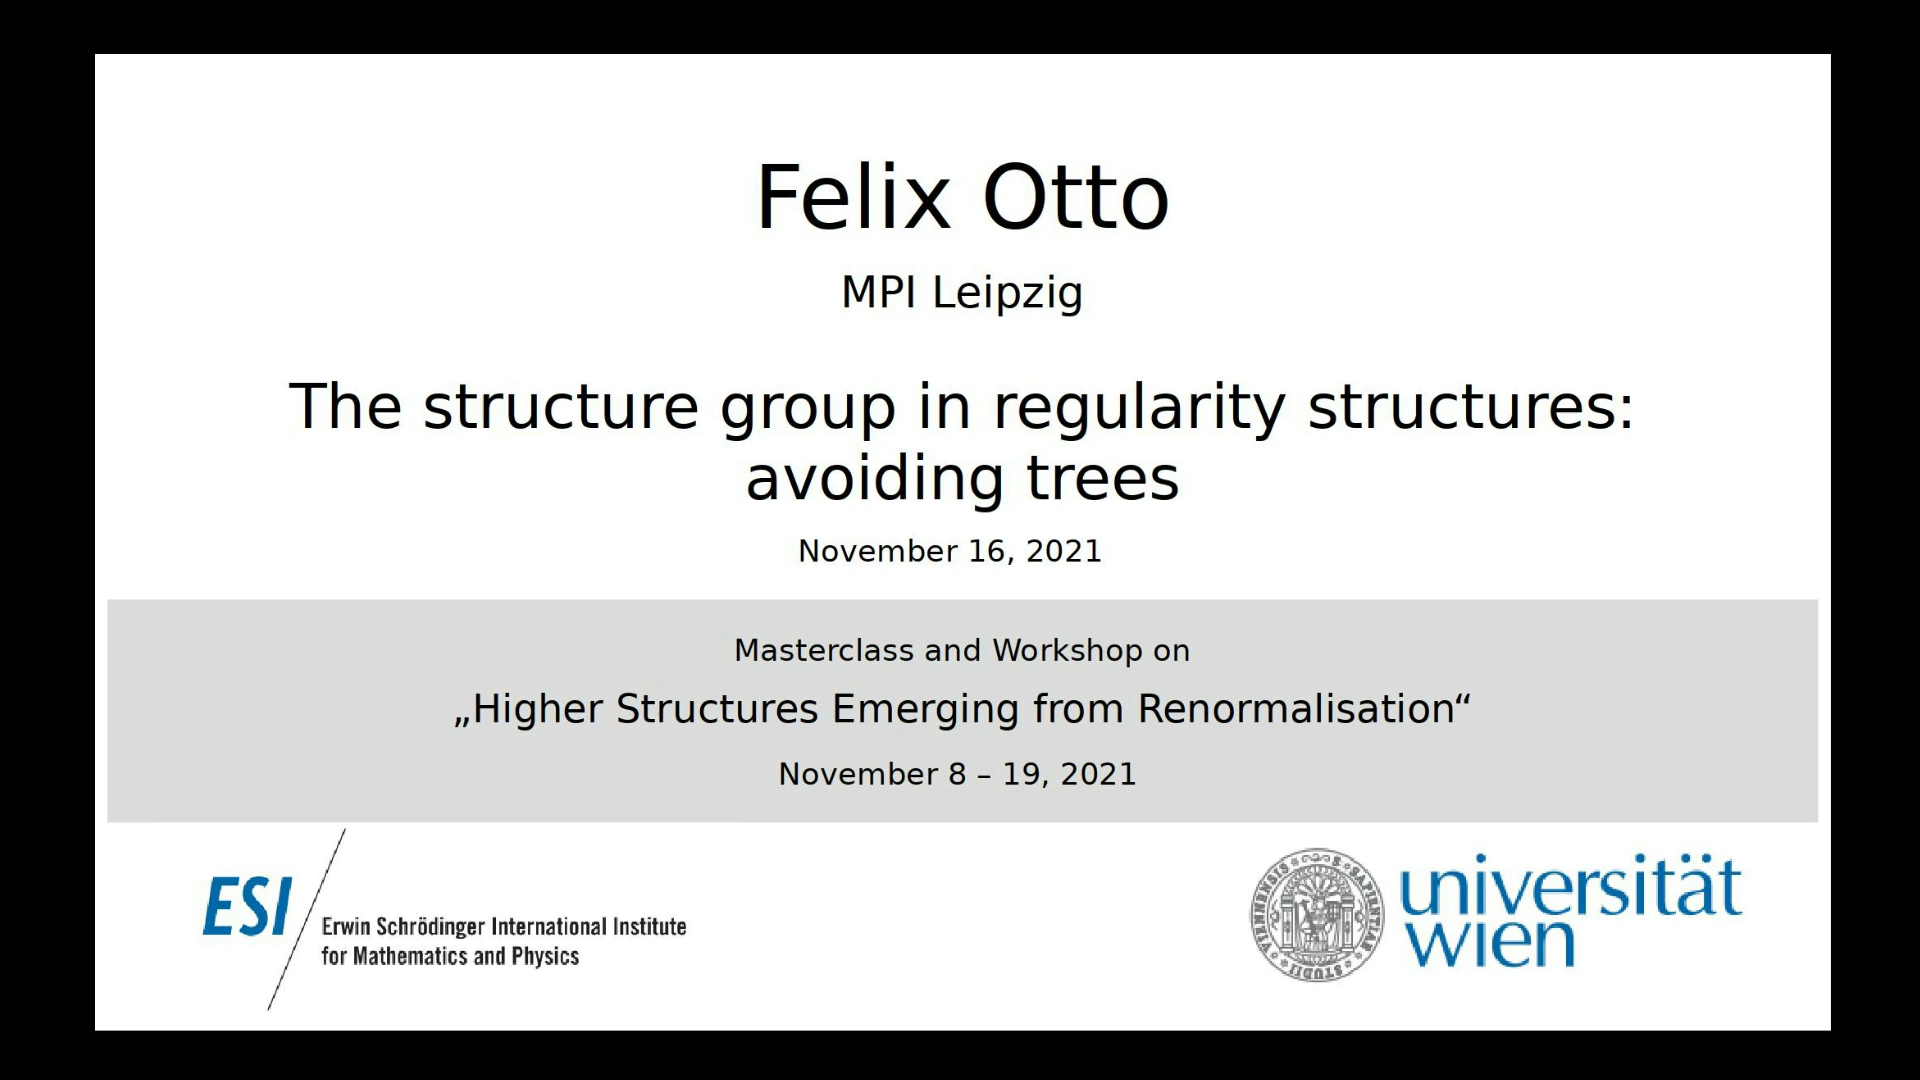 Felix Otto
MPI Leipzig
The structure group in regularity structures:
avoiding trees
November 16, 2021
Masterclass and Workshop on
„Higher Structures Emerging from Renormalisation“
November 8 – 19, 2021
ESI
Erwin Schrödinger International Institute
for Mathematics and Physics
universität
wien